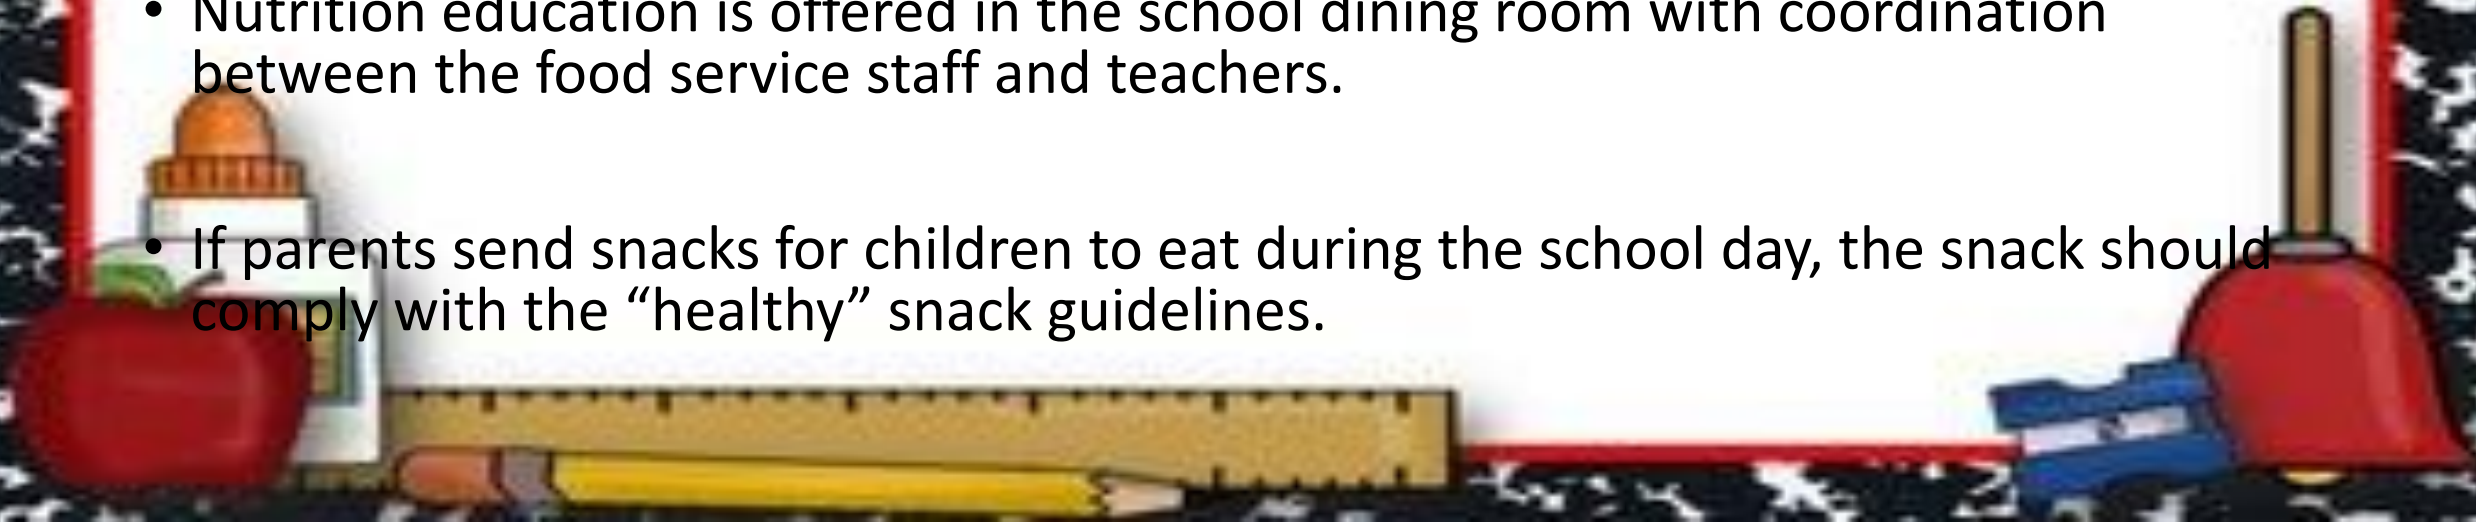 • Nutrition education is offered in the school dining room with coordination
between the food service staff and teachers.
• If parents send snacks for children to eat during the school day, the snack should
comply with the “healthy” snack guidelines.